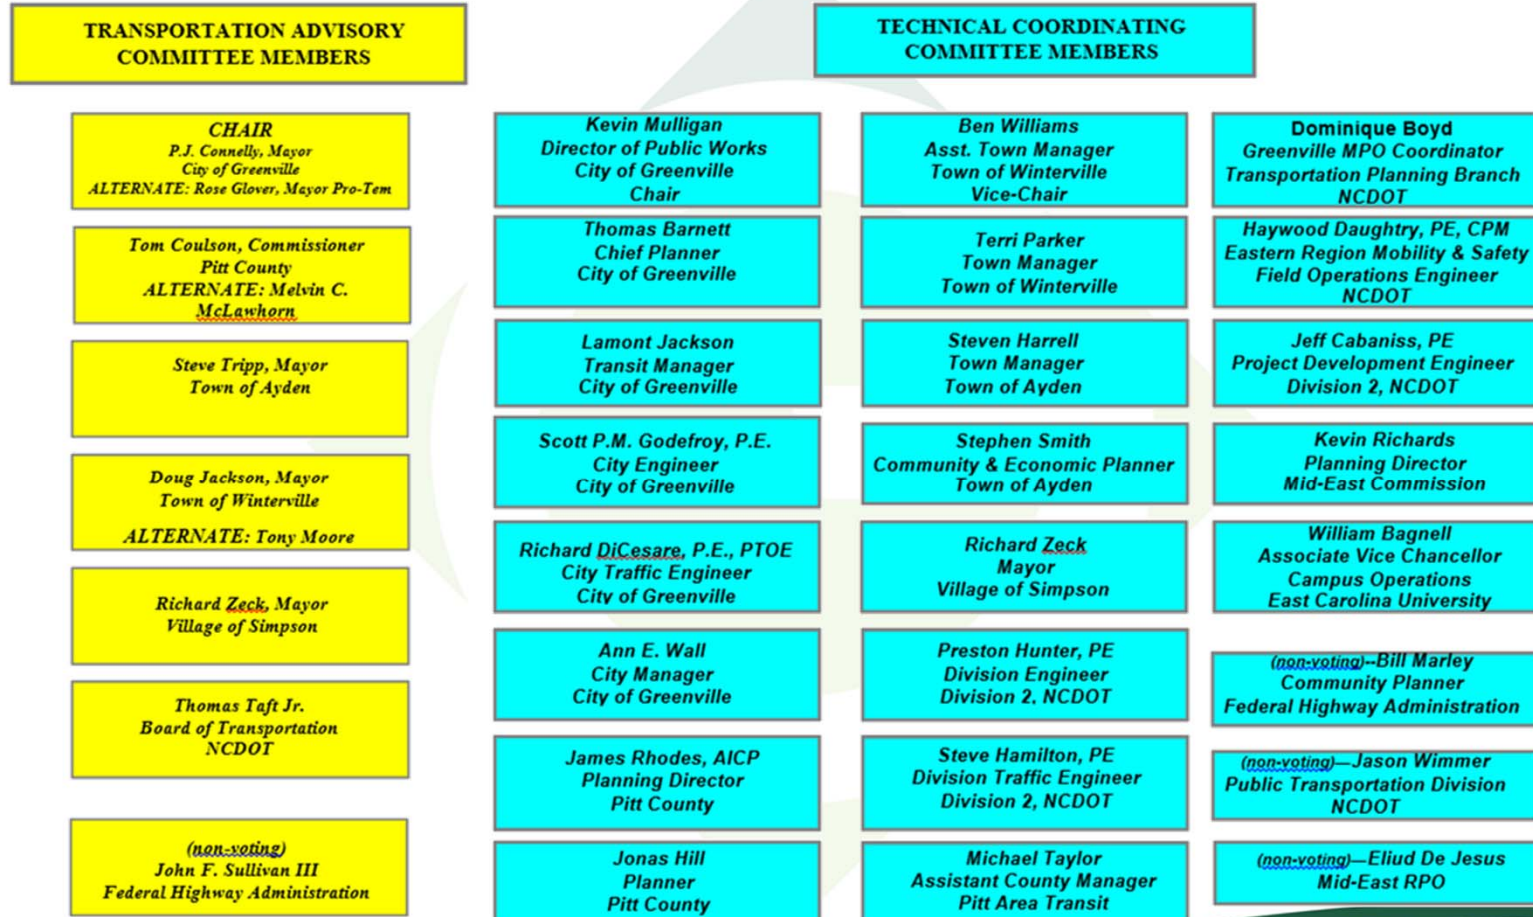 TRANSPORTATION ADVISORY
COMMITTEE MEMBERS
CHAIR
P.J. Connelly, Mayor
City of Greenville
ALTERNATE: Rose Glover, Mayor Pro-Tem
Tom Coulson, Commissioner
Pitt County
ALTERNATE: Melvin C.
McLawhorn
Steve Tripp, Mayor
Town of Ayden
Doug Jackson, Mayor
Town of Winterville
ALTERNATE: Tony Moore
Richard Zeck, Mayor
Village of Simpson
Thomas Taft Jr.
Board of Transportation
NCDOT
(non-voting)
John F. Sullivan III
Federal Highway Administration
TECHNICAL COORDINATING
COMMITTEE MEMBERS
Kevin Mulligan
Director of Public Works
City of Greenville
Chair
Thomas Barnett
Chief Planner
City of Greenville
Lamont Jackson
Transit Manager
City of Greenville
Scott P.M. Godefroy, P.E.
City Engineer
City of Greenville
Richard DiCesare, P.E., PTOE
City Traffic Engineer
City of Greenville
Ann E. Wall
City Manager
City of Greenville
James Rhodes, AICP
Planning Director
Pitt County
Jonas Hill
Planner
Pitt County
Ben Williams
Asst. Town Manager
Town of Winterville
Vice-Chair
Terri Parker
Town Manager
Town of Winterville
Steven Harrell
Town Manager
Town of Ayden
Stephen Smith
Community & Economic Planner
Town of Ayden
Richard Zeck
Mayor
Village of Simpson
Preston Hunter, PE
Division Engineer
Division 2, NCDOT
Steve Hamilton, PE
Division Traffic Engineer
Division 2, NCDOT
Michael Taylor
Assistant County Manager
Pitt Area Transit
Dominique Boyd
Greenville MPO Coordinator
Transportation Planning Branch
NCDOT
Haywood Daughtry, PE, CPM
Eastern Region Mobility & Safety
Field Operations Engineer
NCDOT
Jeff Cabaniss, PE
Project Development Engineer
Division 2, NCDOT
Kevin Richards
Planning Director
Mid-East Commission
William Bagnell
Associate Vice Chancellor
Campus Operations
East Carolina University
(non-voting)--Bill Marley
Community Planner
Federal Highway Administration
(non-voting)—Jason Wimmer
Public Transportation Division
NCDOT
(non-voting)—Eliud De Jesus
Mid-East RPO